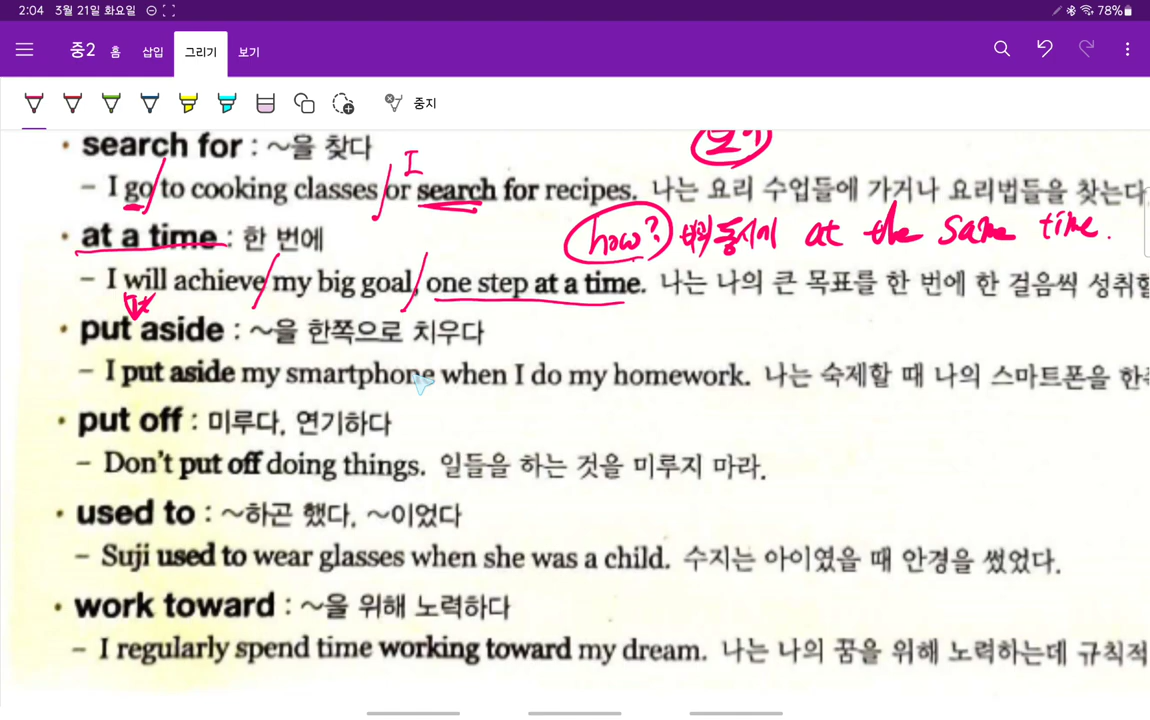 2:04 3월 21일 화요일 78%
중2 홈 삽입 그리기 보기
중지
• search for : ~을 찾다
I
– I go/to cooking classes/or search for recipes. 나는 요리 수업들에 가거나 요리법들을 찾는다
• at a time : 한 번에 how? 동시에 at the same time.
– I will achieve/my big goal,/one step at a time. 나는 나의 큰 목표를 한 번에 한 걸음씩 성취할
• put aside : ~을 한쪽으로 치우다
– I put aside my smartphone when I do my homework. 나는 숙제할 때 나의 스마트폰을 한
• put off : 미루다, 연기하다
– Don't put off doing things. 일들을 하는 것을 미루지 마라.
• used to : ~하곤 했다, ~이었다
– Suji used to wear glasses when she was a child. 수지는 아이였을 때 안경을 썼었다.
• work toward : ~을 위해 노력하다
– I regularly spend time working toward my dream. 나는 나의 꿈을 위해 노력하는데 규칙적